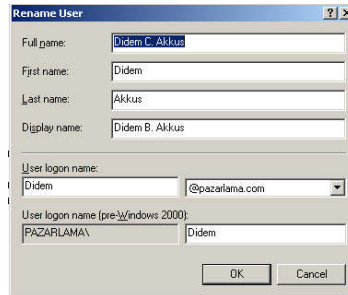 Rename User
Full name: Didem C. Akkus
First name: Didem
Last name: Akkus
Display name: Didem B. Akkus
User logon name:
Didem @pazarlama.com
User logon name (pre-Windows 2000):
PAZARLAMA\ Didem
OK Cancel